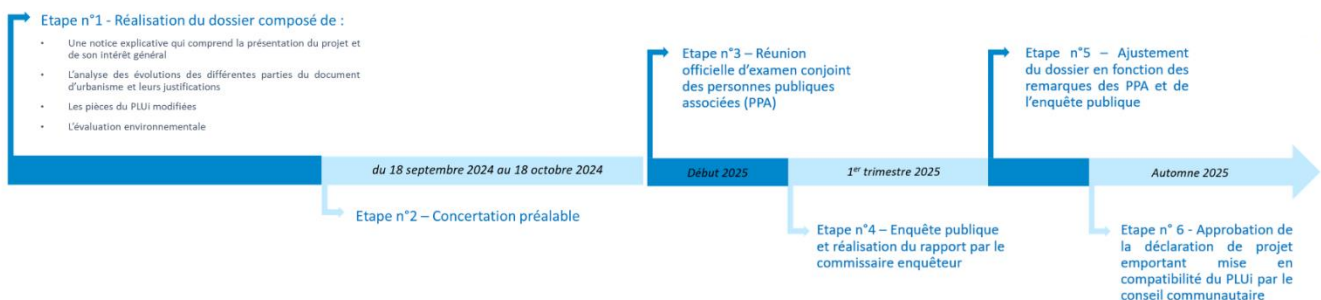 Etape n°1 - Réalisation du dossier composé de :
• Une notice explicative qui comprend la présentation du projet et
de son intérêt général
• L'analyse des évolutions des différentes parties du document
d'urbanisme et leurs justifications
• Les pièces du PLUi modifiées
• L'évaluation environnementale
du 18 septembre 2024 au 18 octobre 2024
Etape n°2 – Concertation préalable
Etape n°3 – Réunion
officielle d'examen conjoint
des personnes publiques
associées (PPA)
Début 2025
1er trimestre 2025
Etape n°4 – Enquête publique
et réalisation du rapport par le
commissaire enquêteur
Etape n°5 – Ajustement
du dossier en fonction des
remarques des PPA et de
l'enquête publique
Automne 2025
Etape n° 6 - Approbation de
la déclaration de projet
emportant mise en
compatibilité du PLUi par le
conseil communautaire